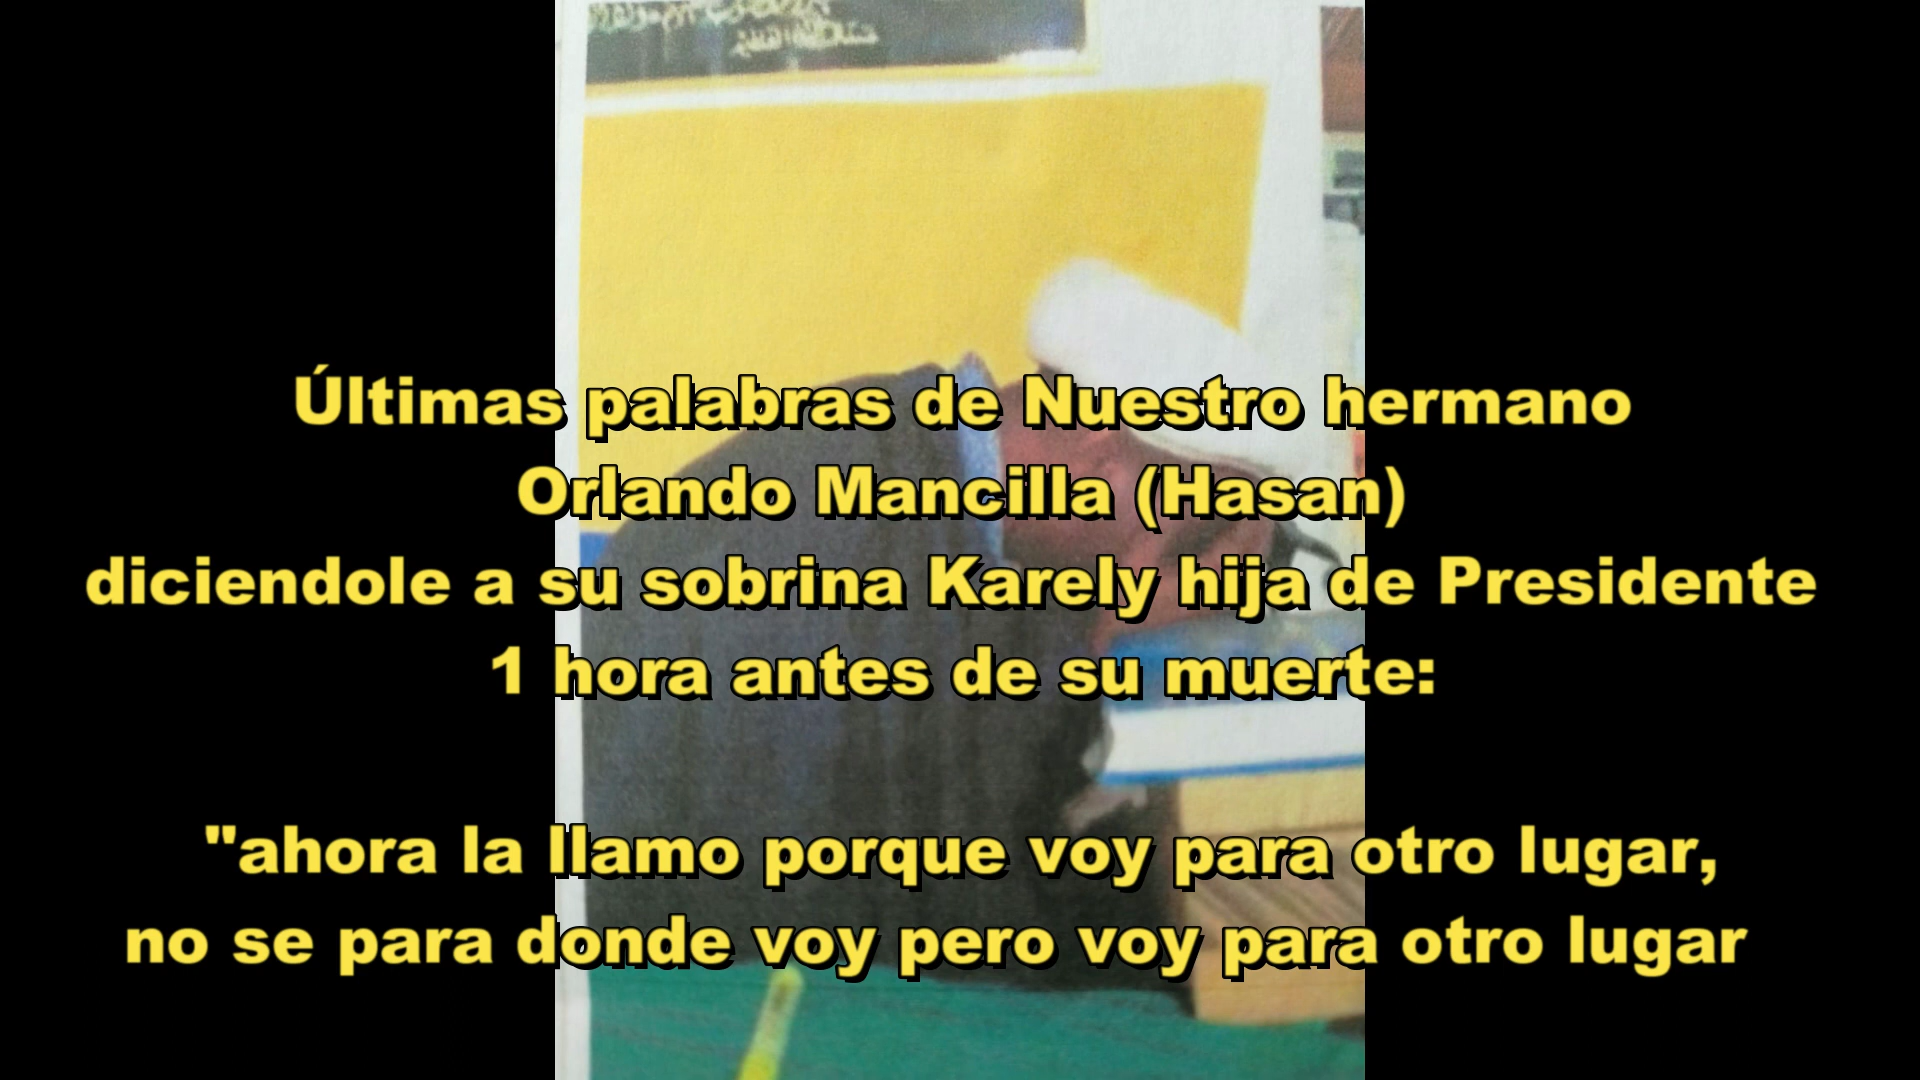 Últimas palabras de Nuestro hermano
Orlando Mancilla (Hasan)
diciendole a su sobrina Karely hija de Presidente
1 hora antes de su muerte:
"ahora la llamo porque voy para otro lugar,
no se para donde voy pero voy para otro lugar